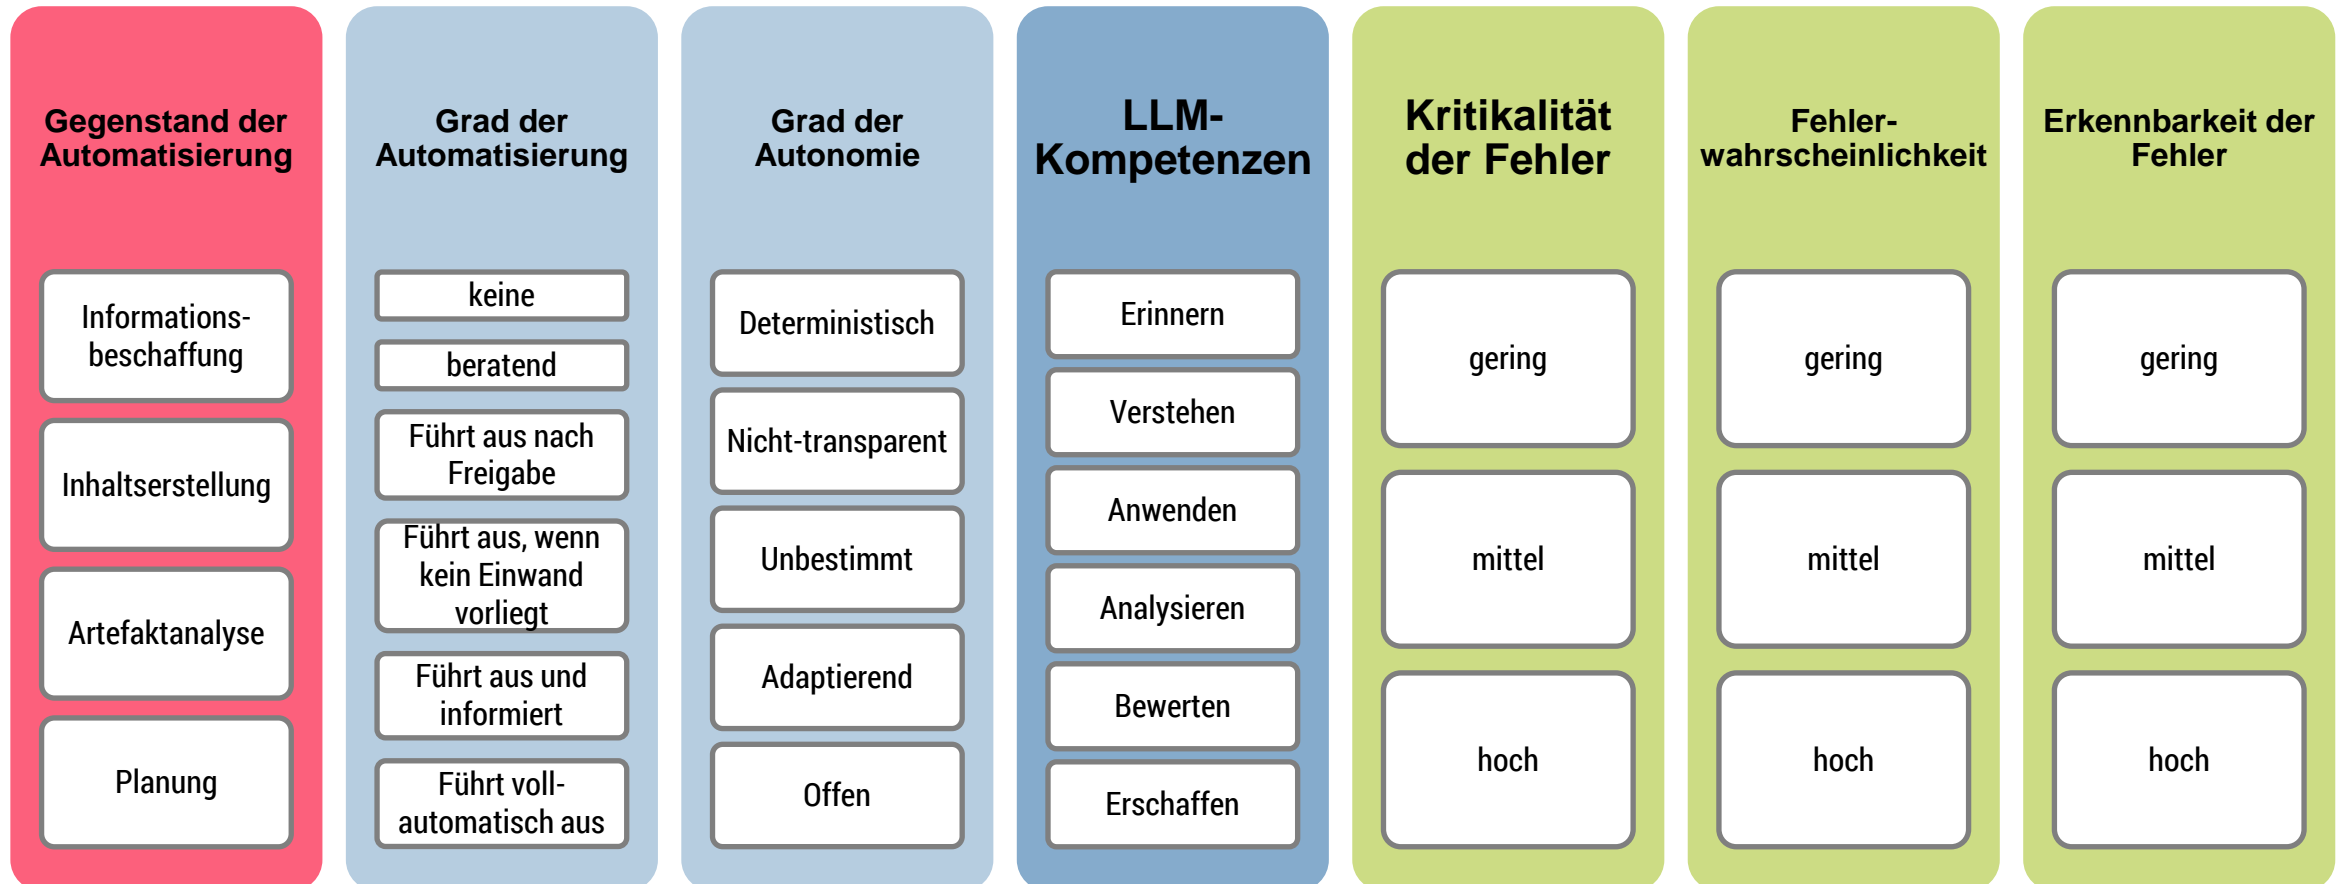 Gegenstand der
Automatisierung
Informations-
beschaffung
Inhaltserstellung
Artefaktanalyse
Planung
Grad der
Automatisierung
keine
beratend
Führt aus nach
Freigabe
Führt aus, wenn
kein Einwand
vorliegt
Führt aus und
informiert
Führt voll-
automatisch aus
Grad der
Autonomie
Deterministisch
Nicht-transparent
Unbestimmt
Adaptierend
Offen
LLM-
Kompetenzen
Erinnern
Verstehen
Anwenden
Analysieren
Bewerten
Erschaffen
Kritikalität
der Fehler
gering
mittel
hoch
Fehler-
wahrscheinlichkeit
gering
mittel
hoch
Erkennbarkeit der
Fehler
gering
mittel
hoch